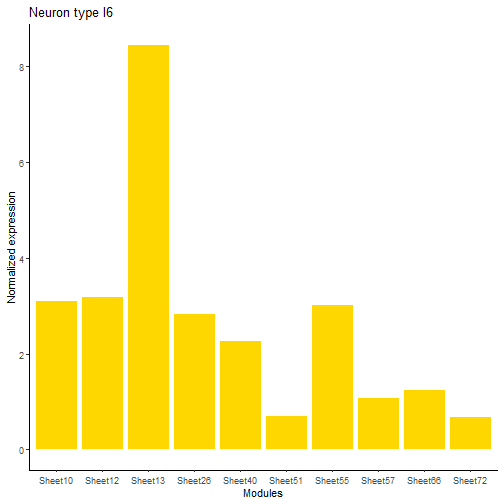 Neuron type I6
Normalized expression
8
6
4
2
0
Sheet10 Sheet12 Sheet13 Sheet26 Sheet40 Sheet51 Sheet55 Sheet57 Sheet66 Sheet72
Modules